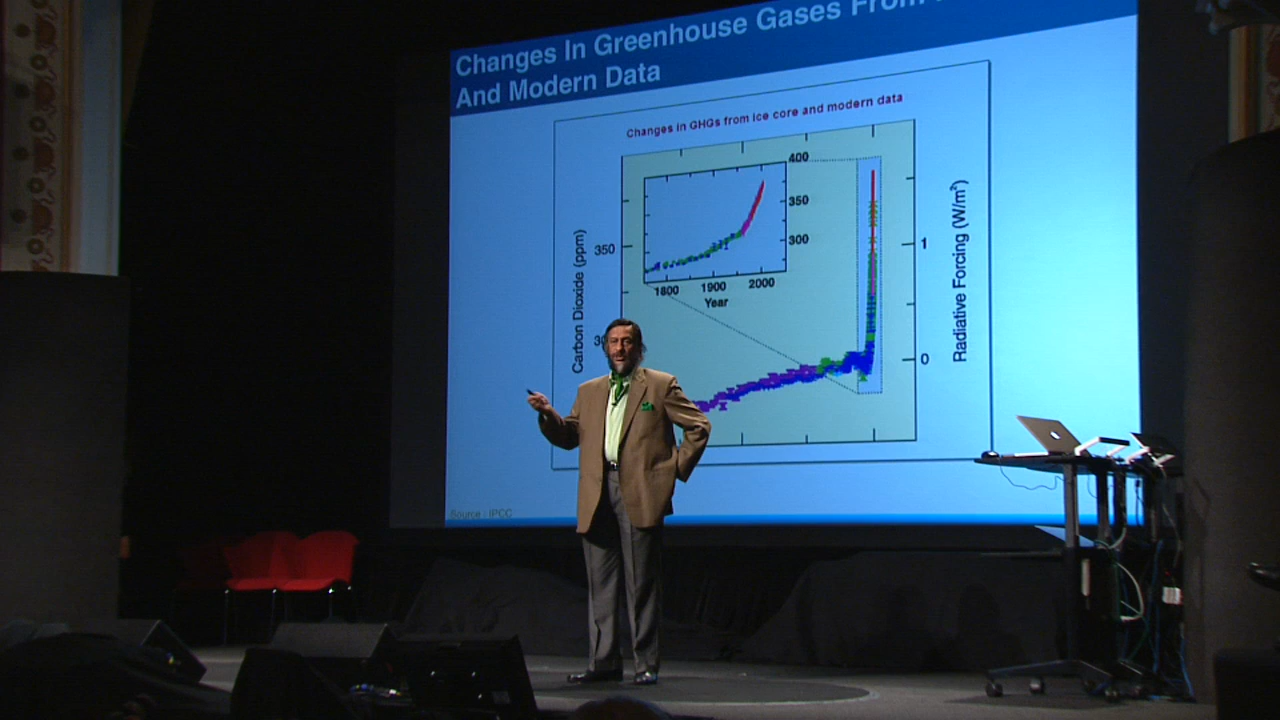 Changes In Greenhouse Gases From
And Modern Data
Changes in GHGs from ice core and modern data
400
350
300
1800 1900 2000
Year
Carbon Dioxide (ppm)
350
Radiative Forcing (W/m²)
1
0
Source - IPCC